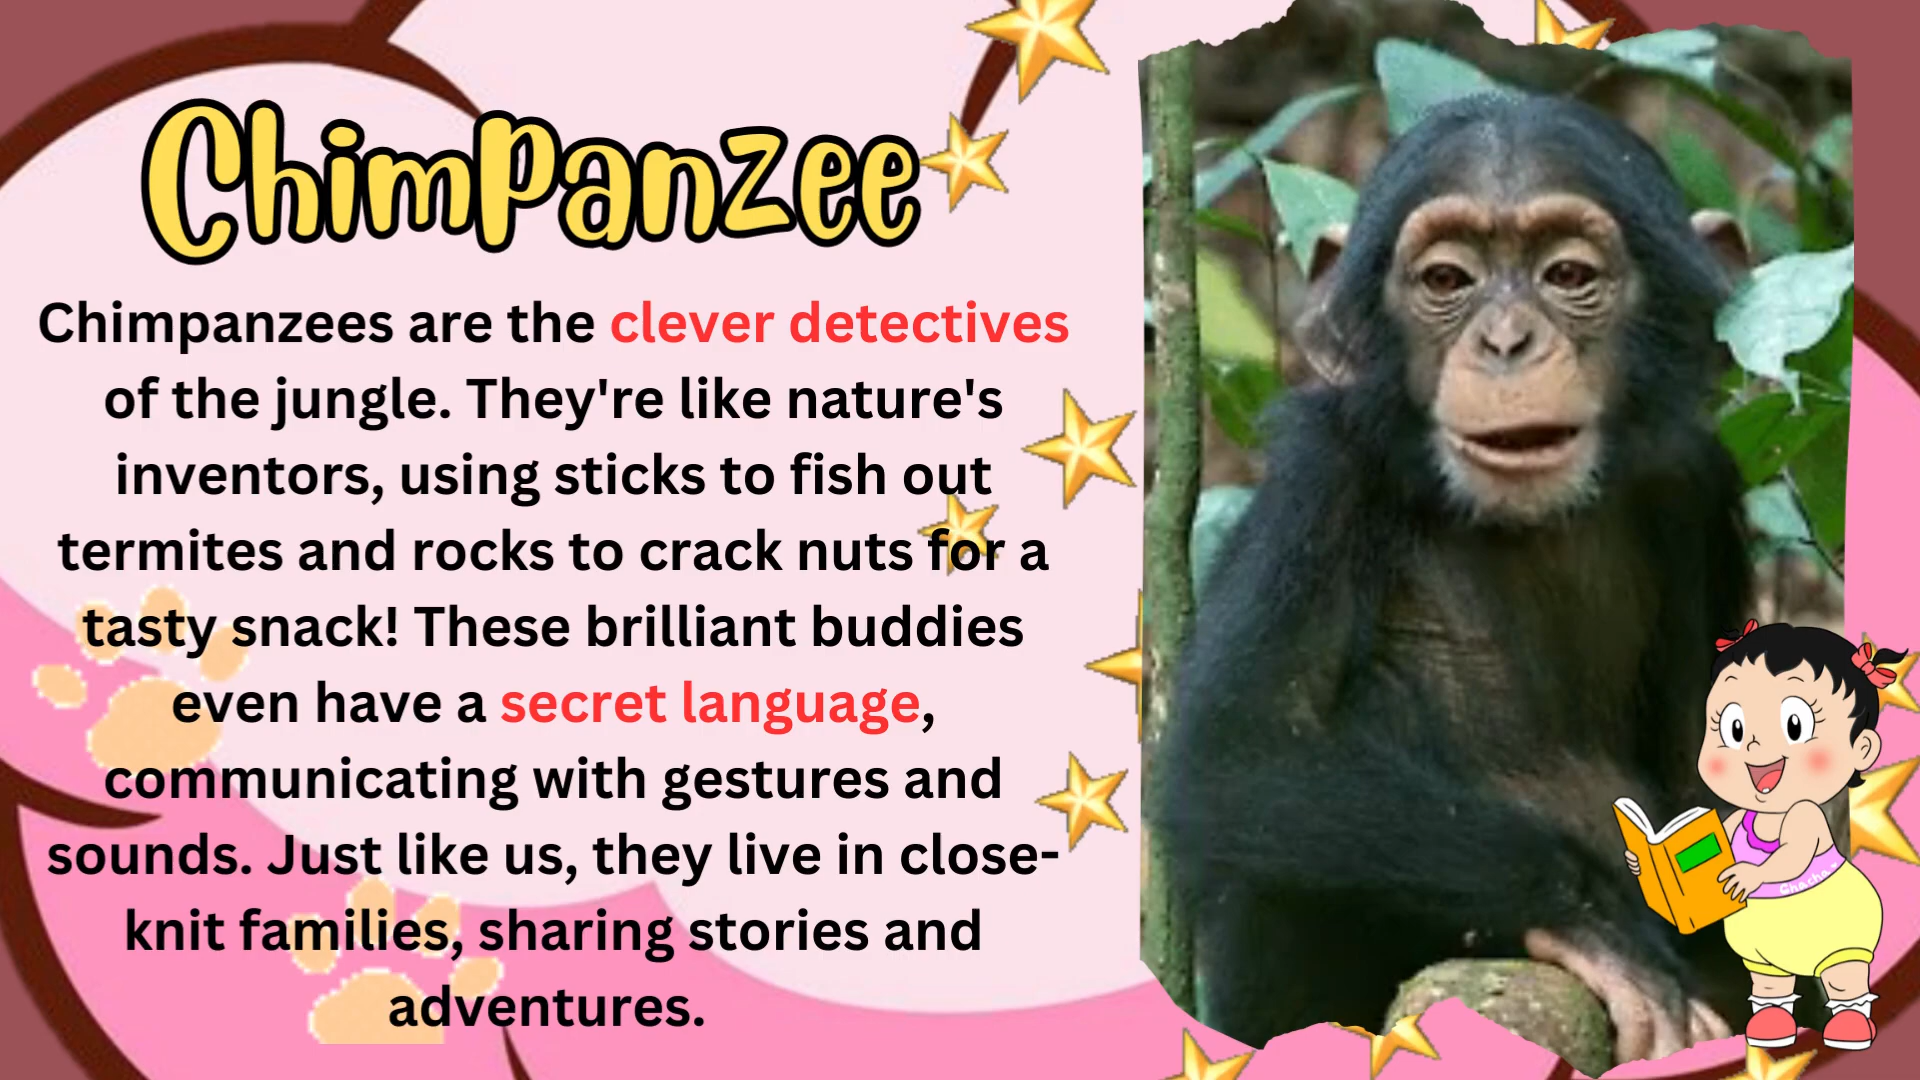 Chimpanzee
Chimpanzees are the clever detectives
of the jungle. They're like nature's
inventors, using sticks to fish out
termites and rocks to crack nuts for a
tasty snack! These brilliant buddies
even have a secret language,
communicating with gestures and
sounds. Just like us, they live in close-
knit families, sharing stories and
adventures.
Chacha